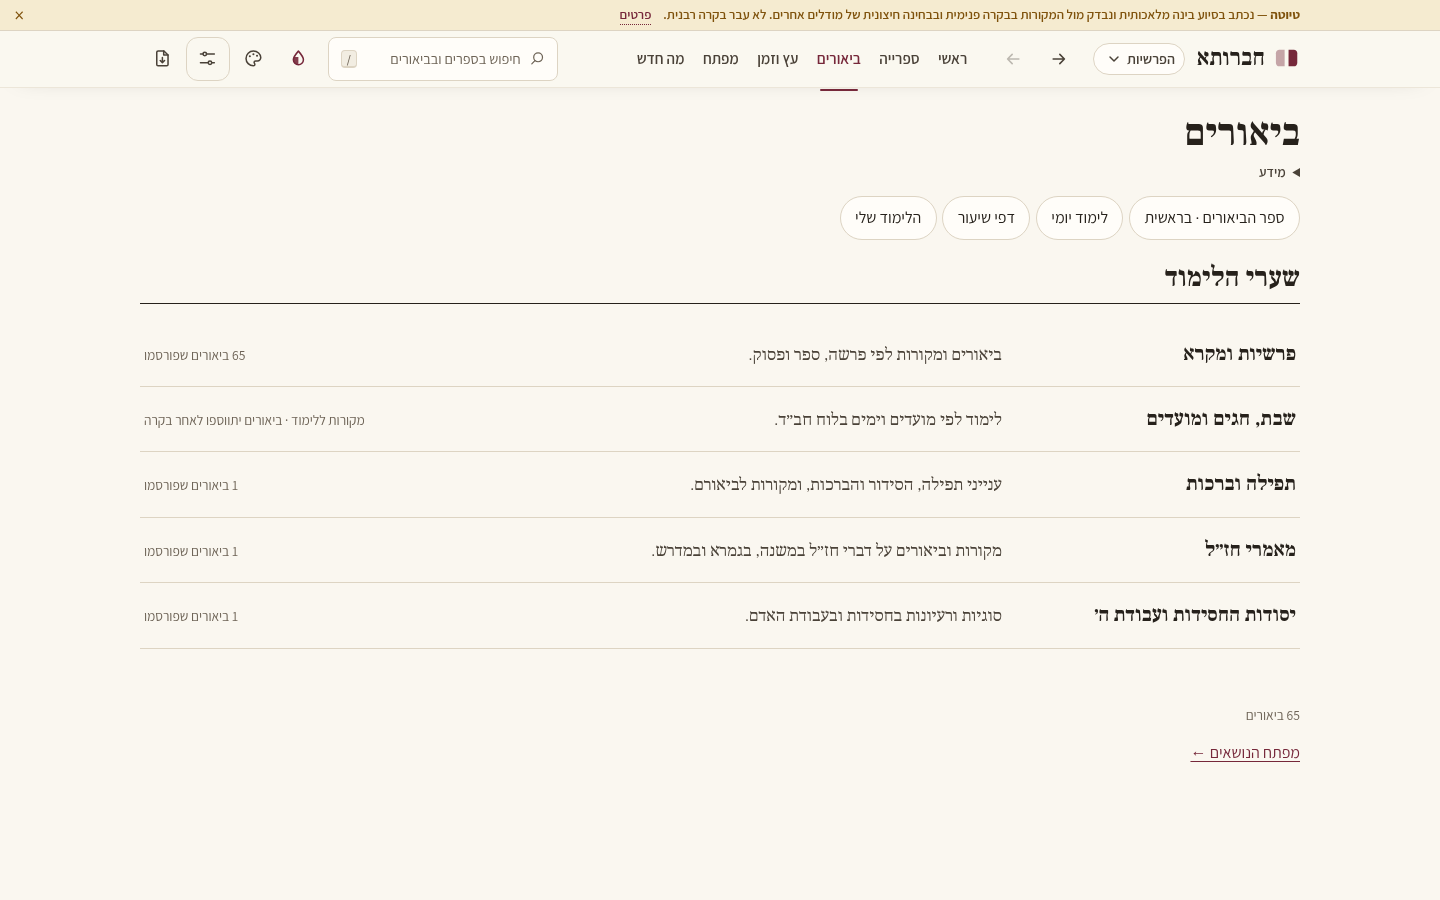 טיוטה — נכתב בסיוע בינה מלאכותית ונבדק מול המקורות בבקרה פנימית ובבחינה חיצונית של מודלים אחרים. לא עבר בקרה רבנית. פרטים ×
חברותא הפרשיות → ← ראשי ספרייה ביאורים עץ וזמן מפתח מה חדש חיפוש בספרים ובביאורים /
ביאורים
◀ מידע
ספר הביאורים · בראשית לימוד יומי דפי שיעור הלימוד שלי
שערי הלימוד
פרשיות ומקרא ביאורים ומקורות לפי פרשה, ספר ופסוק. 65 ביאורים שפורסמו
שבת, חגים ומועדים לימוד לפי מועדים וימים בלוח חב״ד. מקורות ללימוד · ביאורים יתווספו לאחר בקרה
תפילה וברכות ענייני תפילה, הסידור והברכות, ומקורות לביאורם. 1 ביאורים שפורסמו
מאמרי חז״ל מקורות וביאורים על דברי חז״ל במשנה, בגמרא ובמדרש. 1 ביאורים שפורסמו
יסודות החסידות ועבודת ה׳ סוגיות ורעיונות בחסידות ובעבודת האדם. 1 ביאורים שפורסמו
65 ביאורים
מפתח הנושאים ←